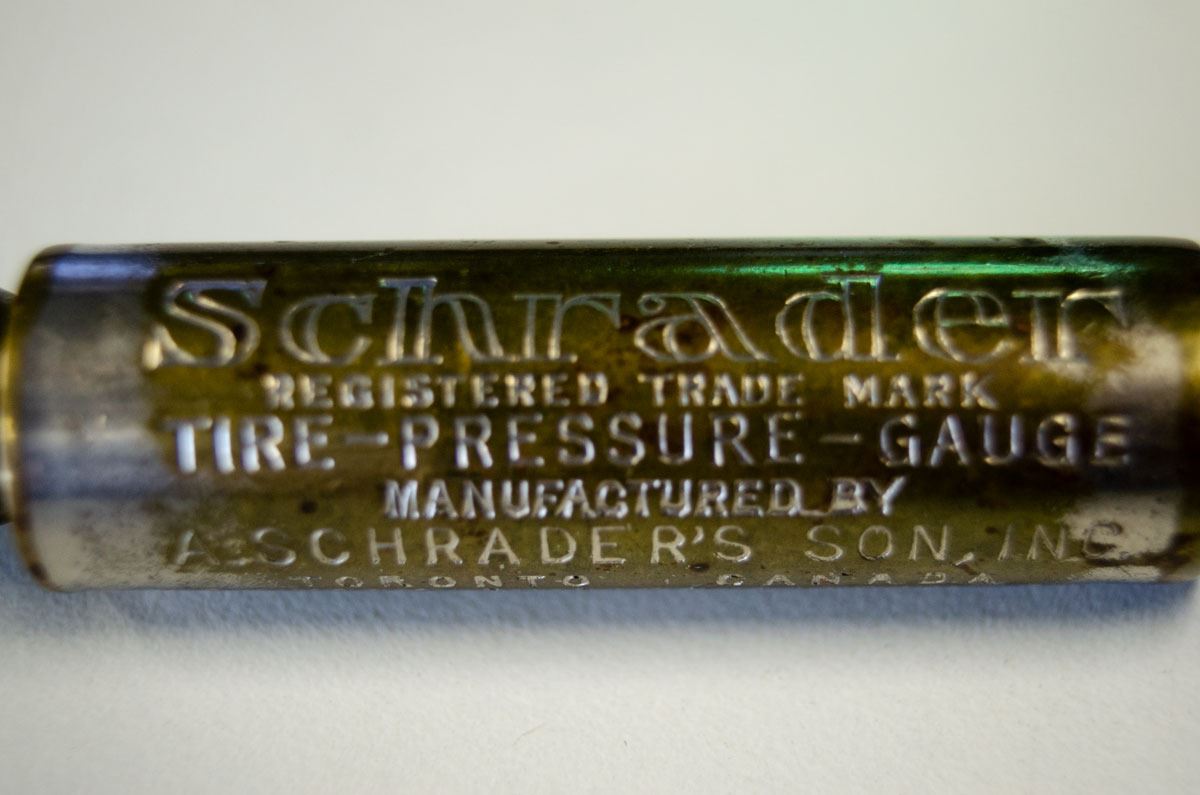 Schrader
REGISTERED TRADE MARK
TIRE-PRESSURE-GAUGE
MANUFACTURED BY
A. SCHRADER'S SON, INC
TORONTO, CANADA